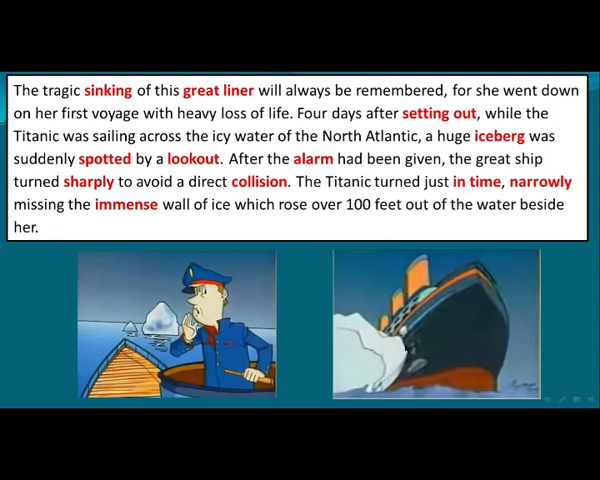 The tragic sinking of this great liner will always be remembered, for she went down
on her first voyage with heavy loss of life. Four days after setting out, while the
Titanic was sailing across the icy water of the North Atlantic, a huge iceberg was
suddenly spotted by a lookout. After the alarm had been given, the great ship
turned sharply to avoid a direct collision. The Titanic turned just in time, narrowly
missing the immense wall of ice which rose over 100 feet out of the water beside
her.